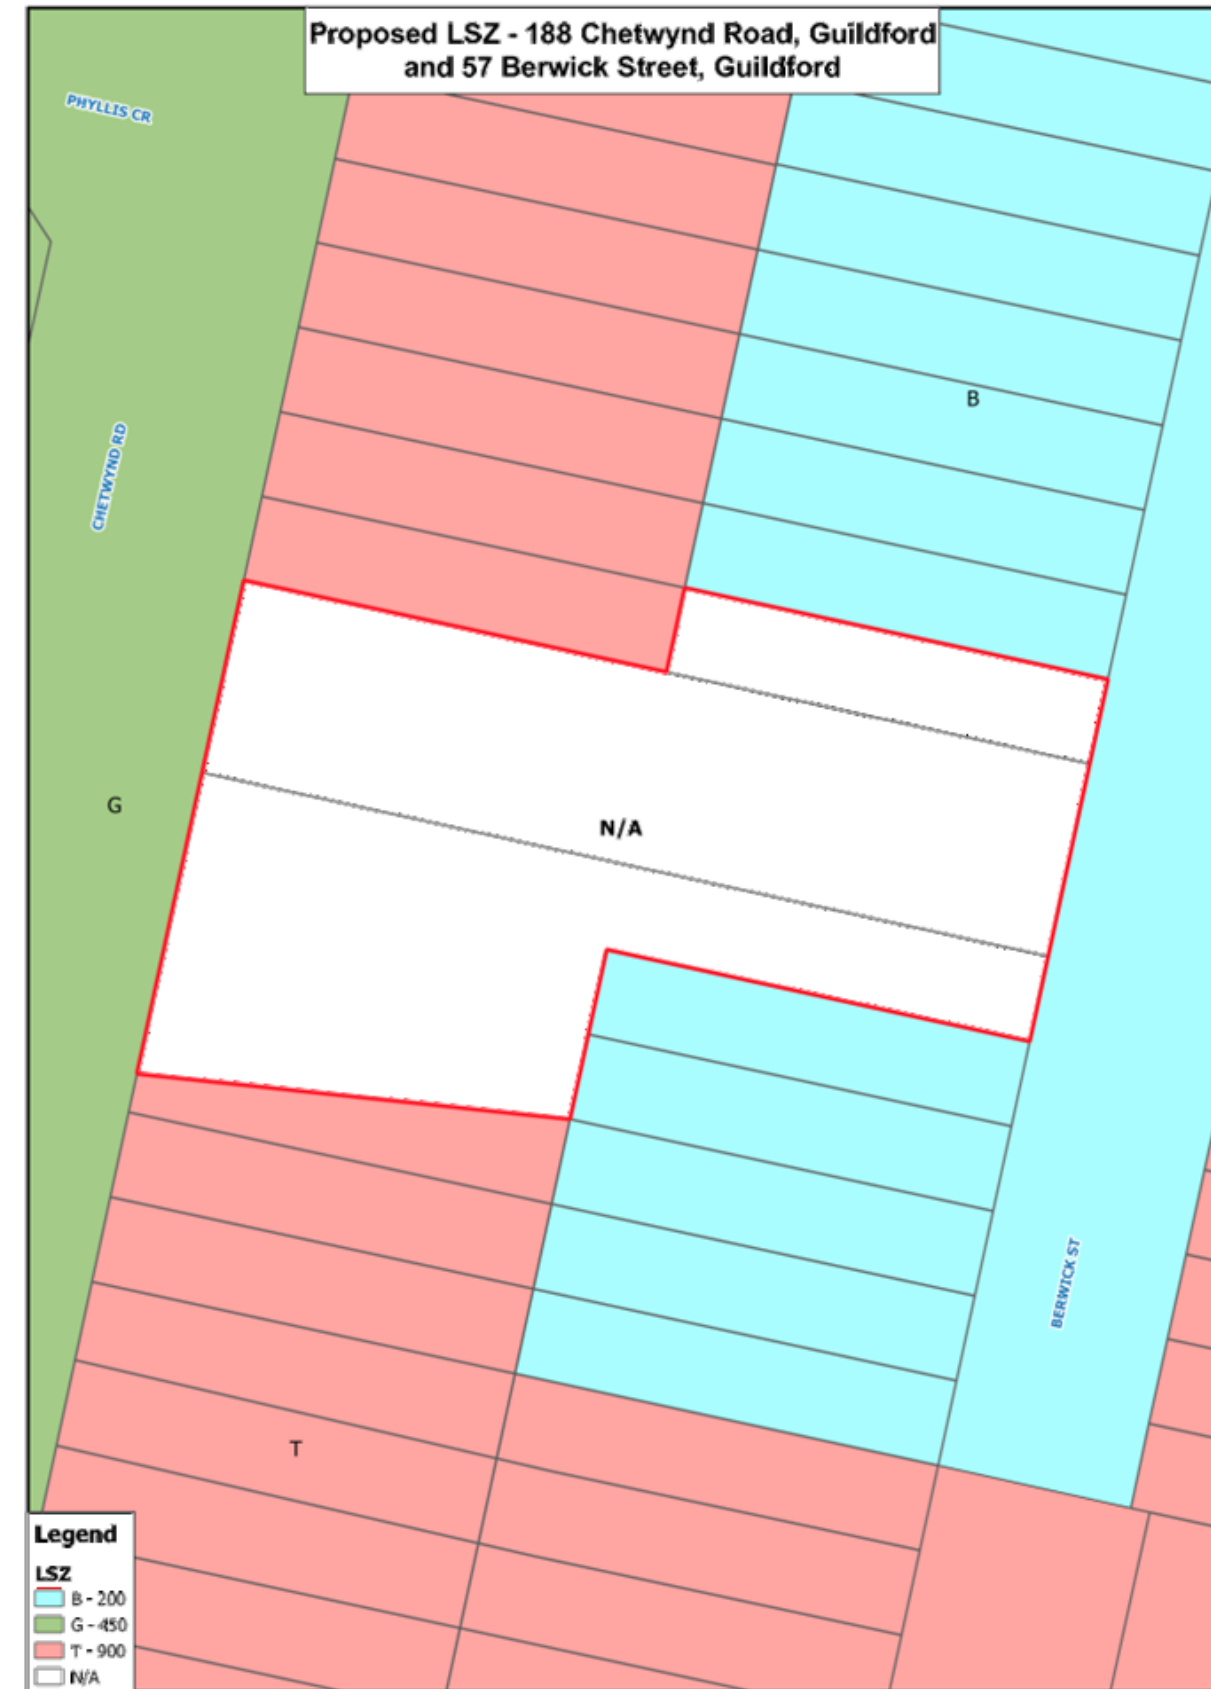 Proposed LSZ - 188 Chetwynd Road, Guildford
and 57 Berwick Street, Guildford
PHYLLIS CR
B
CHETWYND RD
G
N/A
BERWICK ST
T
Legend
LSZ
B - 200
G - 450
T - 900
N/A